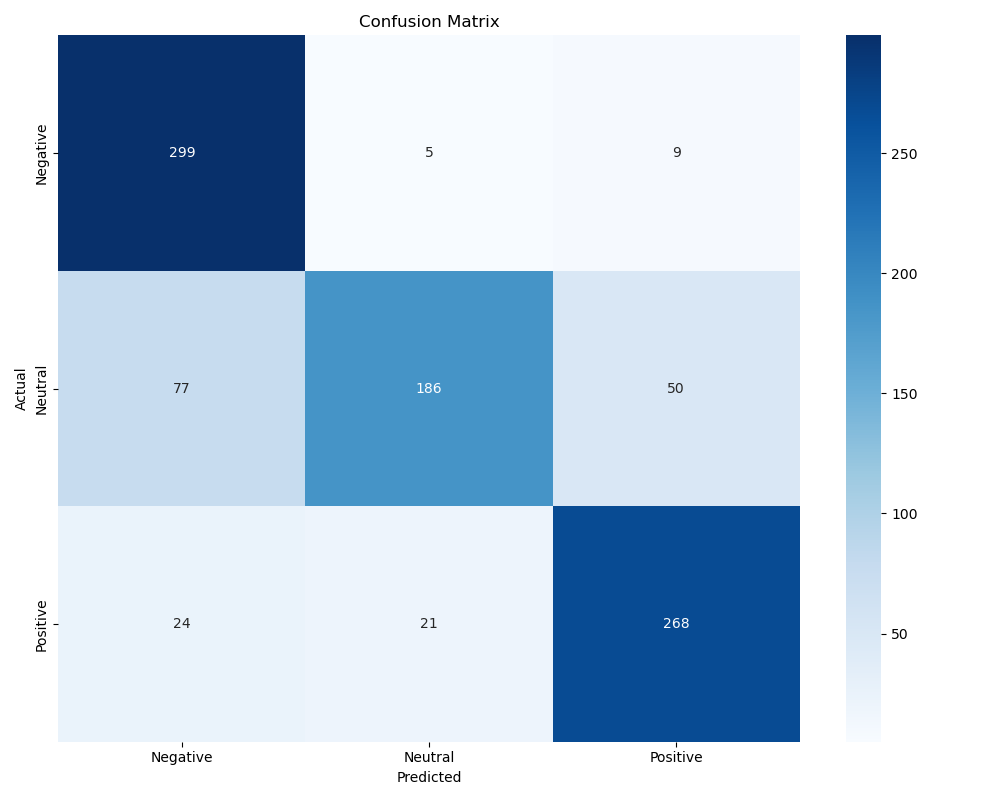 Confusion Matrix
Negative
299
5
9
250
200
Actual
Neutral
77
186
50
150
100
Positive
24
21
268
50
Negative
Neutral
Positive
Predicted